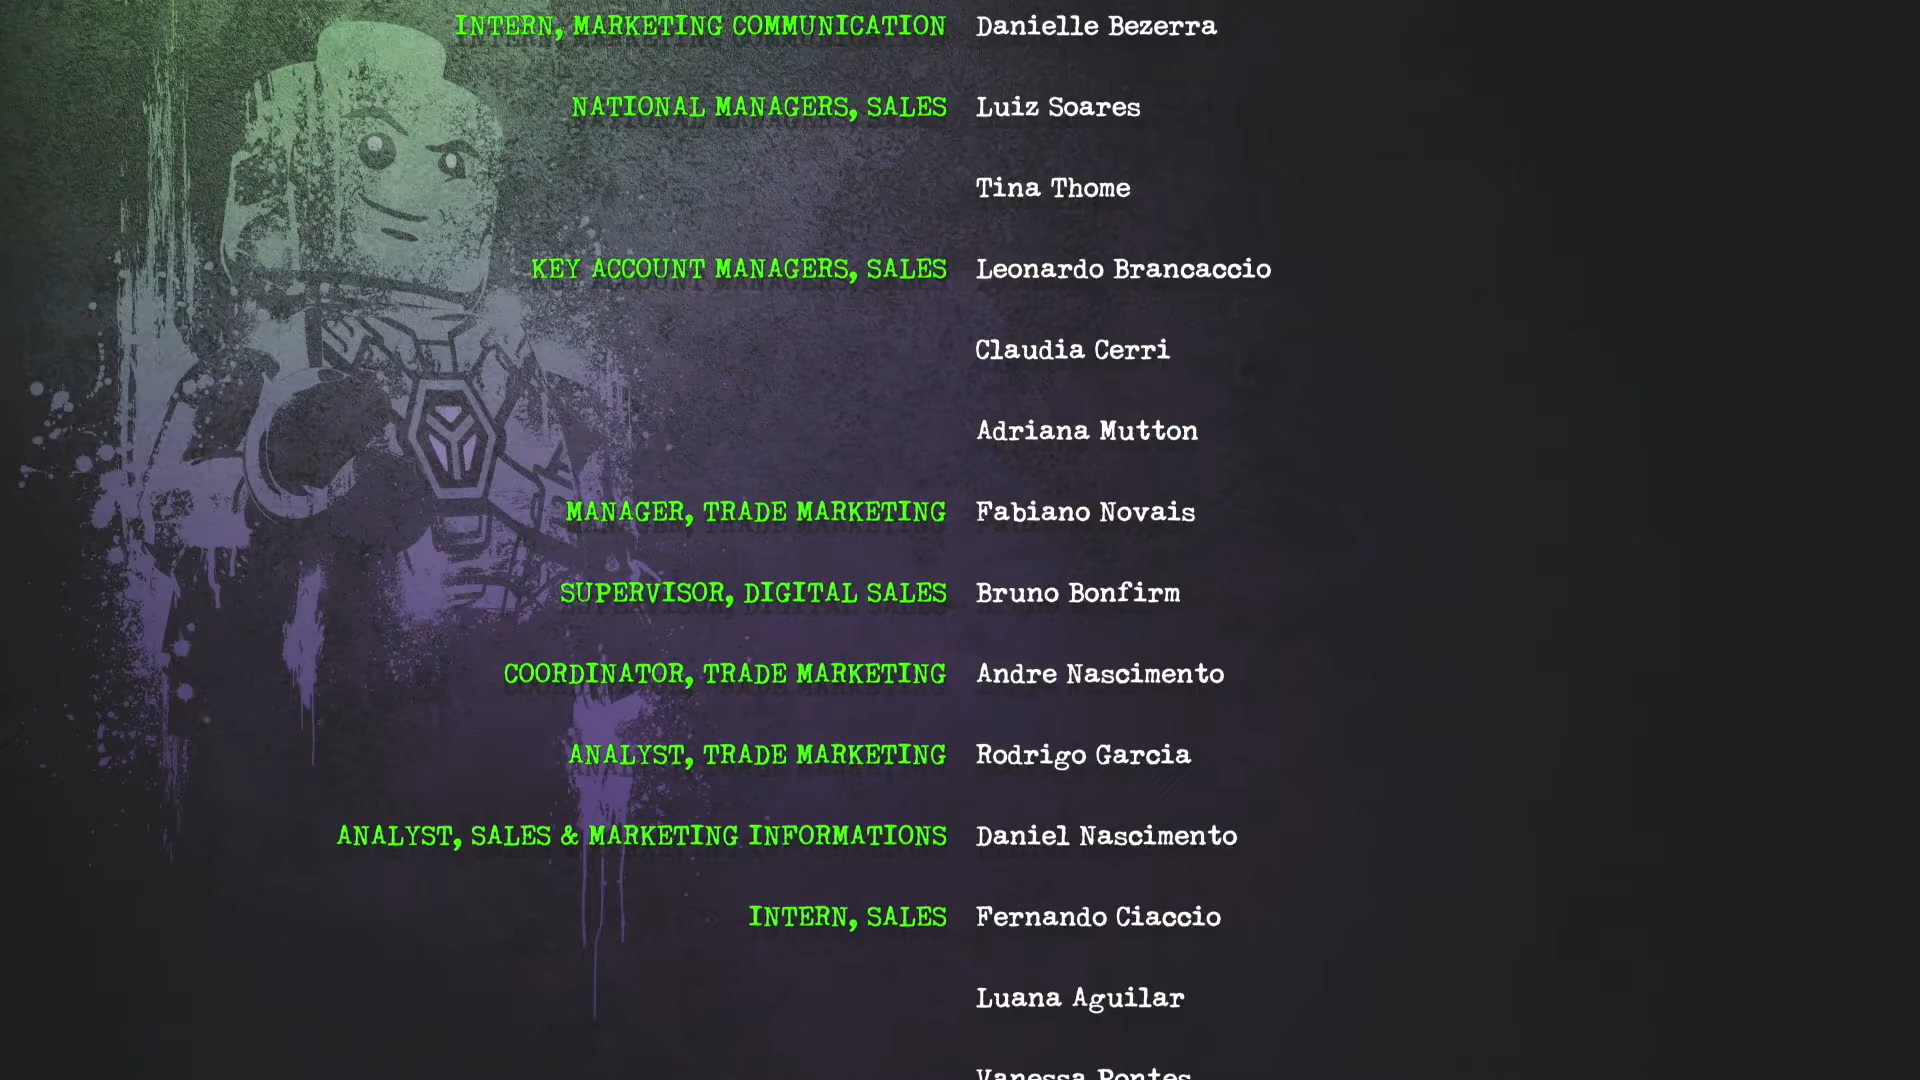 INTERN, MARKETING COMMUNICATION Danielle Bezerra
NATIONAL MANAGERS, SALES Luiz Soares
Tina Thome
KEY ACCOUNT MANAGERS, SALES Leonardo Brancaccio
Claudia Cerri
Adriana Mutton
MANAGER, TRADE MARKETING Fabiano Novais
SUPERVISOR, DIGITAL SALES Bruno Bonfirm
COORDINATOR, TRADE MARKETING Andre Nascimento
ANALYST, TRADE MARKETING Rodrigo Garcia
ANALYST, SALES & MARKETING INFORMATIONS Daniel Nascimento
INTERN, SALES Fernando Ciaccio
Luana Aguilar
Vanessa Pontes